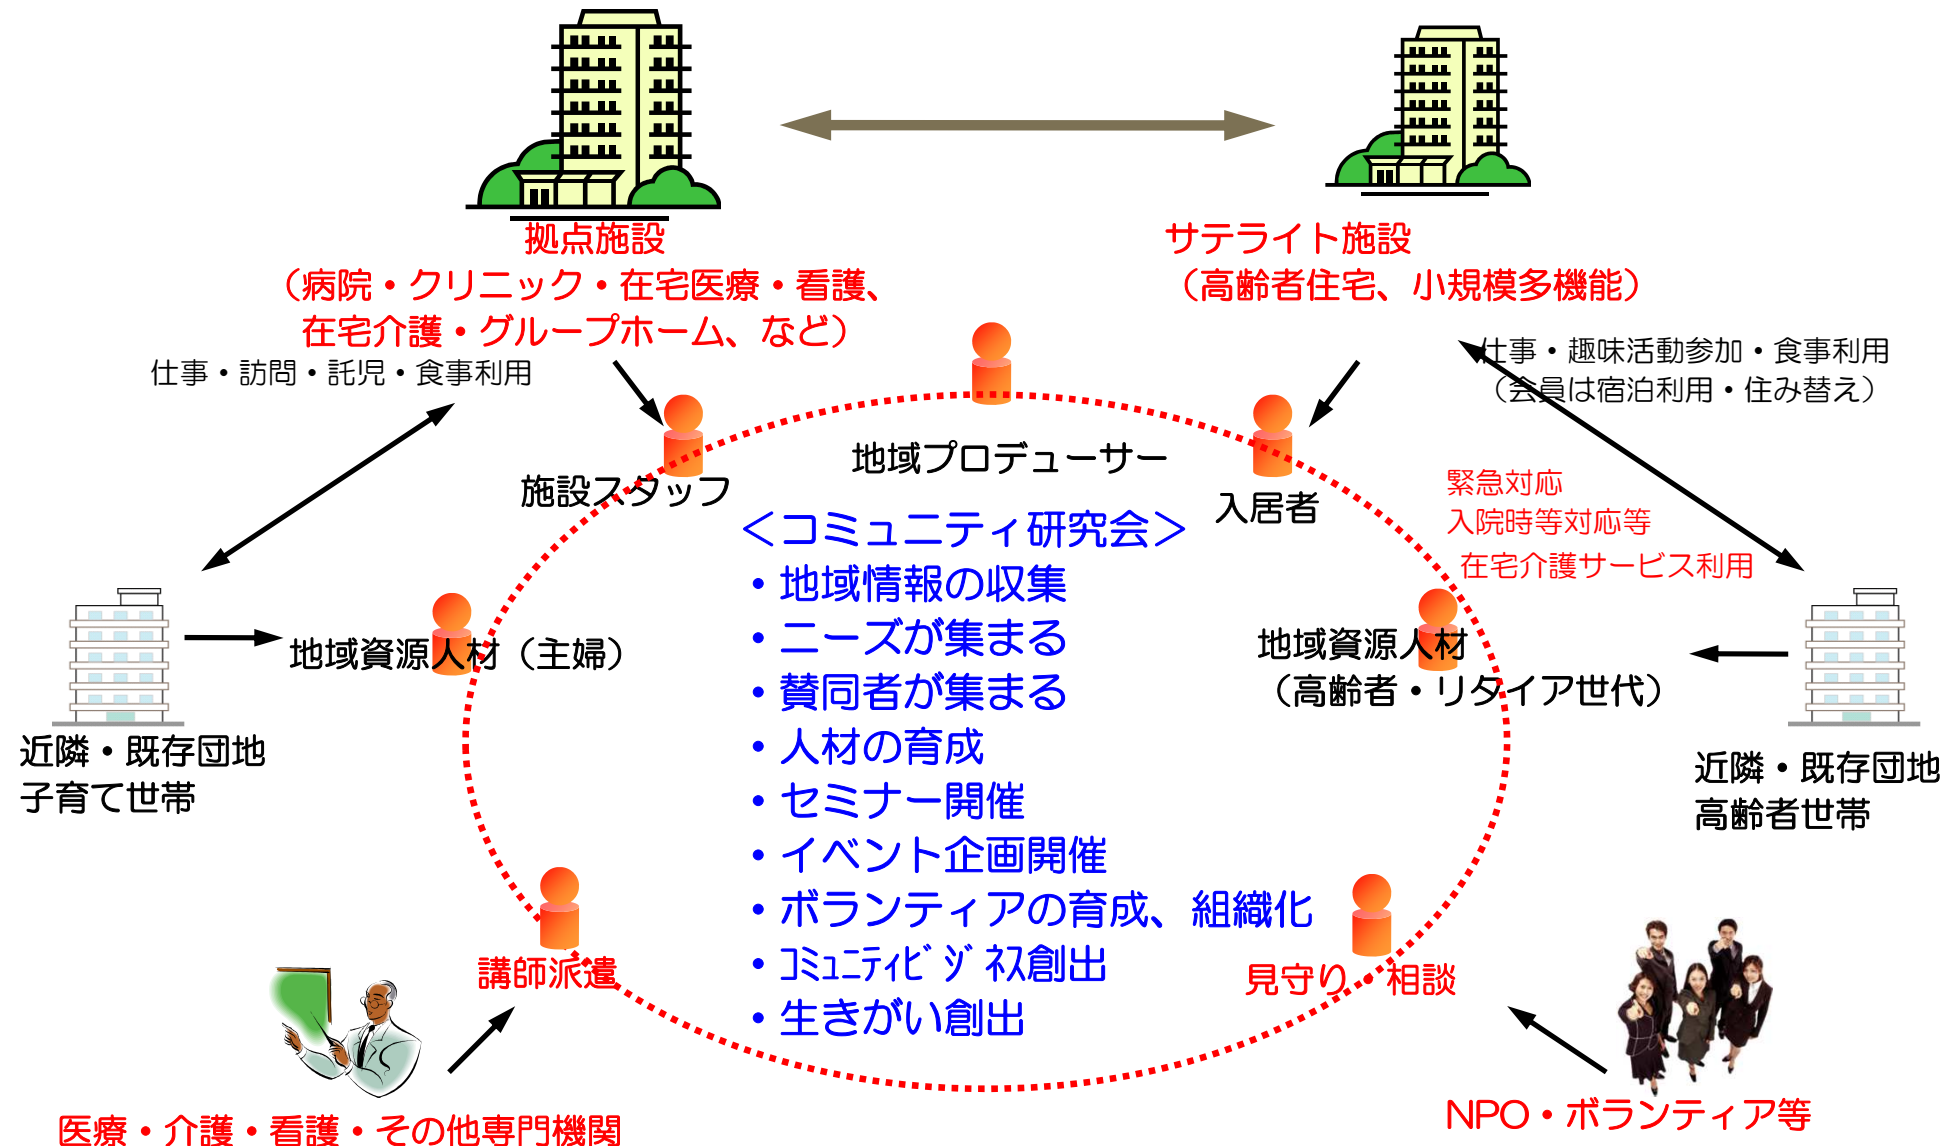 拠点施設
（病院・クリニック・在宅医療・看護、
在宅介護・グループホーム、など）
サテライト施設
（高齢者住宅、小規模多機能）
仕事・訪問・託児・食事利用
仕事・趣味活動参加・食事利用
（会員は宿泊利用・住み替え）
施設スタッフ
地域プロデューサー
入居者
緊急対応
入院時等対応等
在宅介護サービス利用
＜コミュニティ研究会＞
・地域情報の収集
・ニーズが集まる
・賛同者が集まる
・人材の育成
・セミナー開催
・イベント企画開催
・ボランティアの育成、組織化
・ｺﾐｭﾆﾃｨﾋﾞｼﾞﾈｽ創出
・生きがい創出
地域資源人材（主婦）
地域資源人材
（高齢者・リタイア世代）
近隣・既存団地
子育て世帯
近隣・既存団地
高齢者世帯
講師派遣
見守り・相談
医療・介護・看護・その他専門機関
NPO・ボランティア等